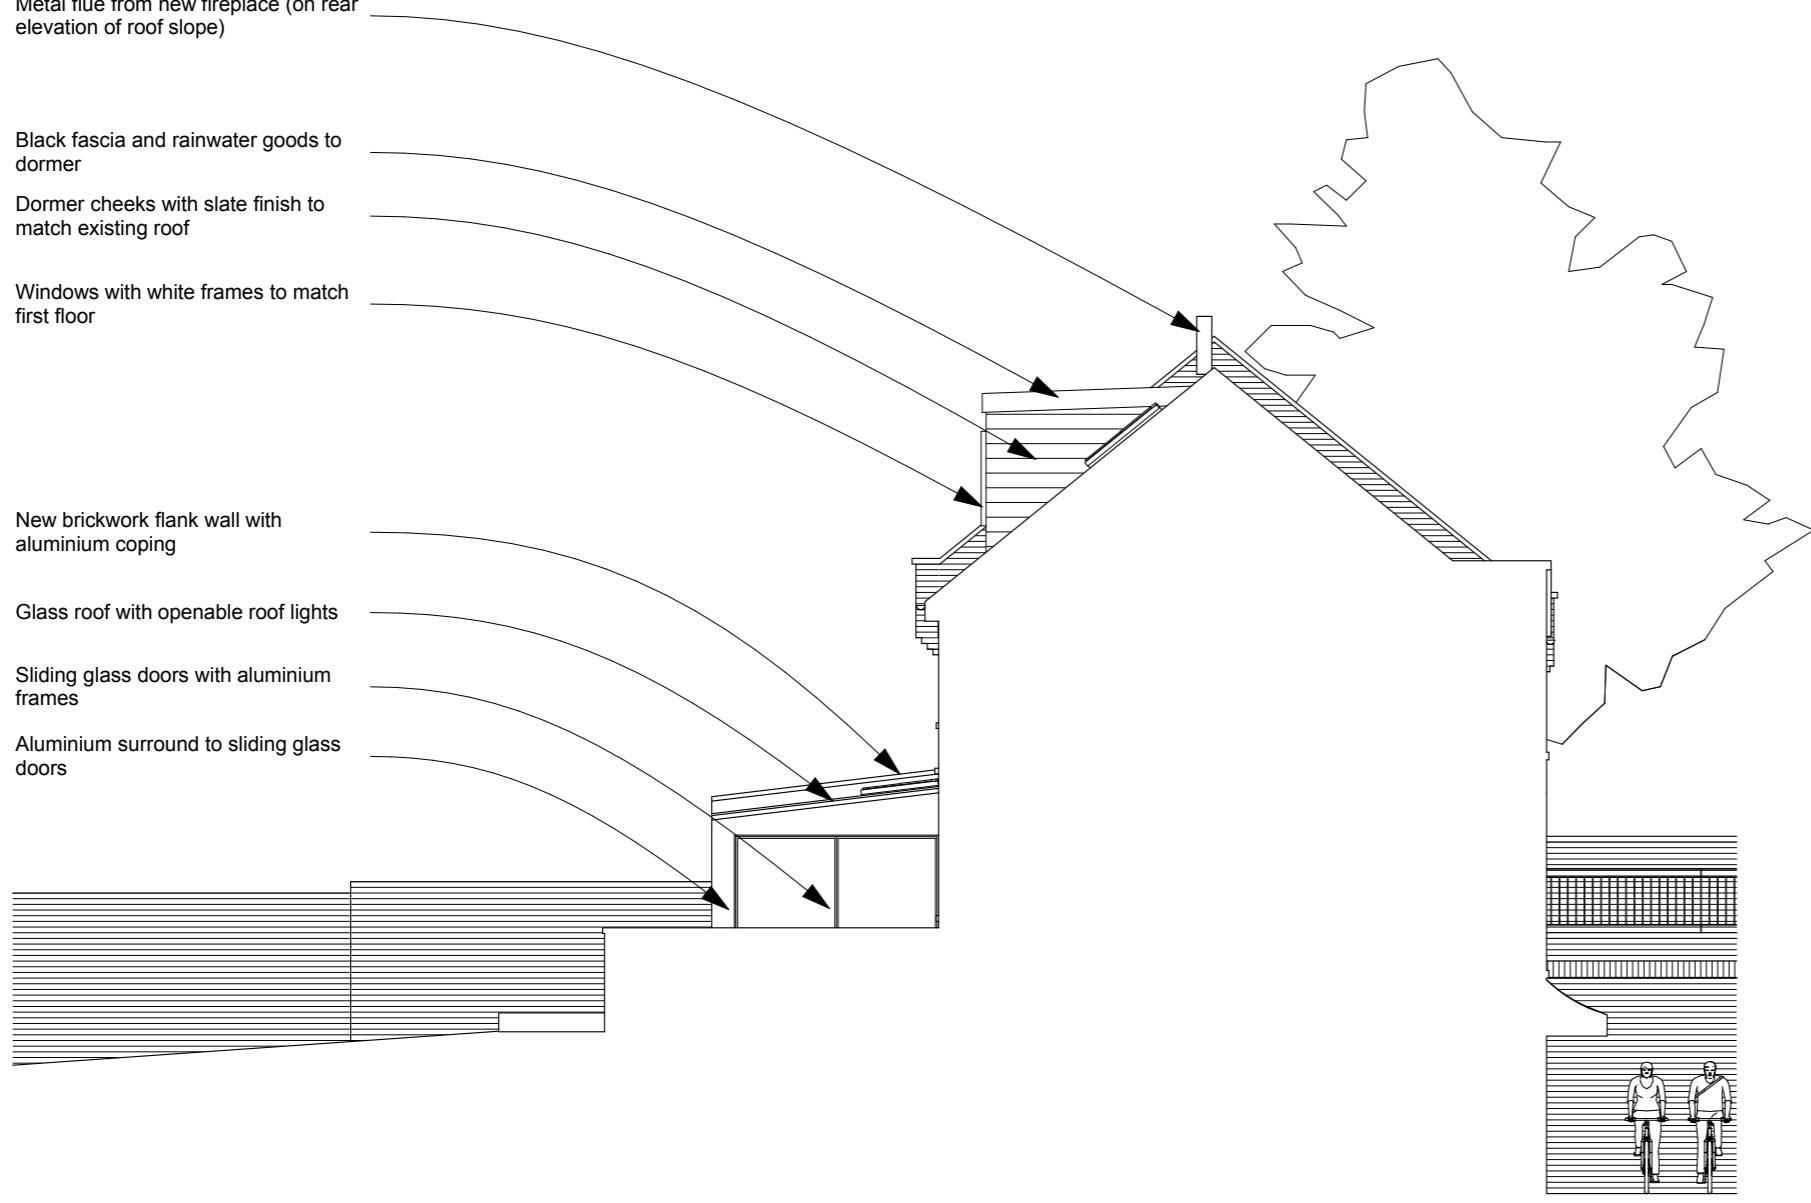 Metal flue from new fireplace (on rear
elevation of roof slope)
Black fascia and rainwater goods to
dormer
Dormer cheeks with slate finish to
match existing roof
Windows with white frames to match
first floor
New brickwork flank wall with
aluminium coping
Glass roof with openable roof lights
Sliding glass doors with aluminium
frames
Aluminium surround to sliding glass
doors